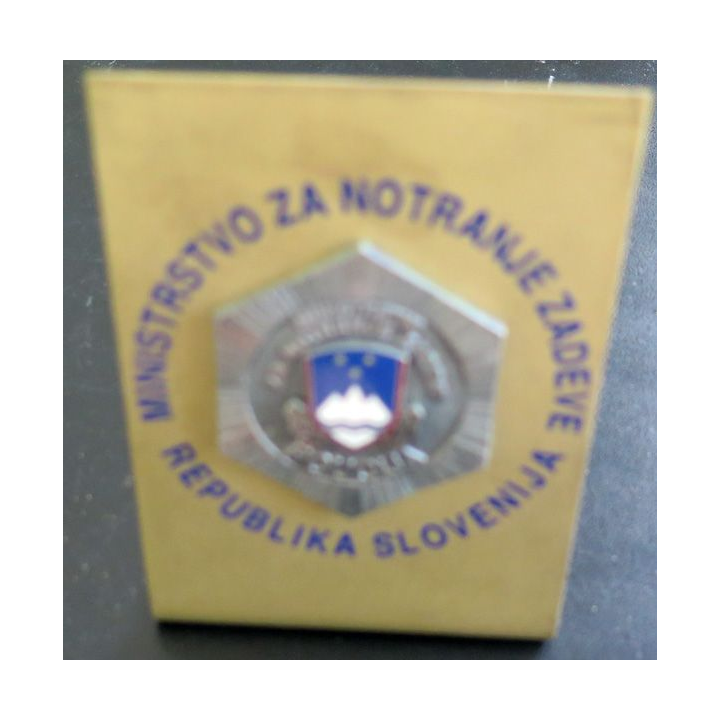 MINISTRSTVO ZA NOTRANJE ZADEVE
REPUBLIKA SLOVENIJA